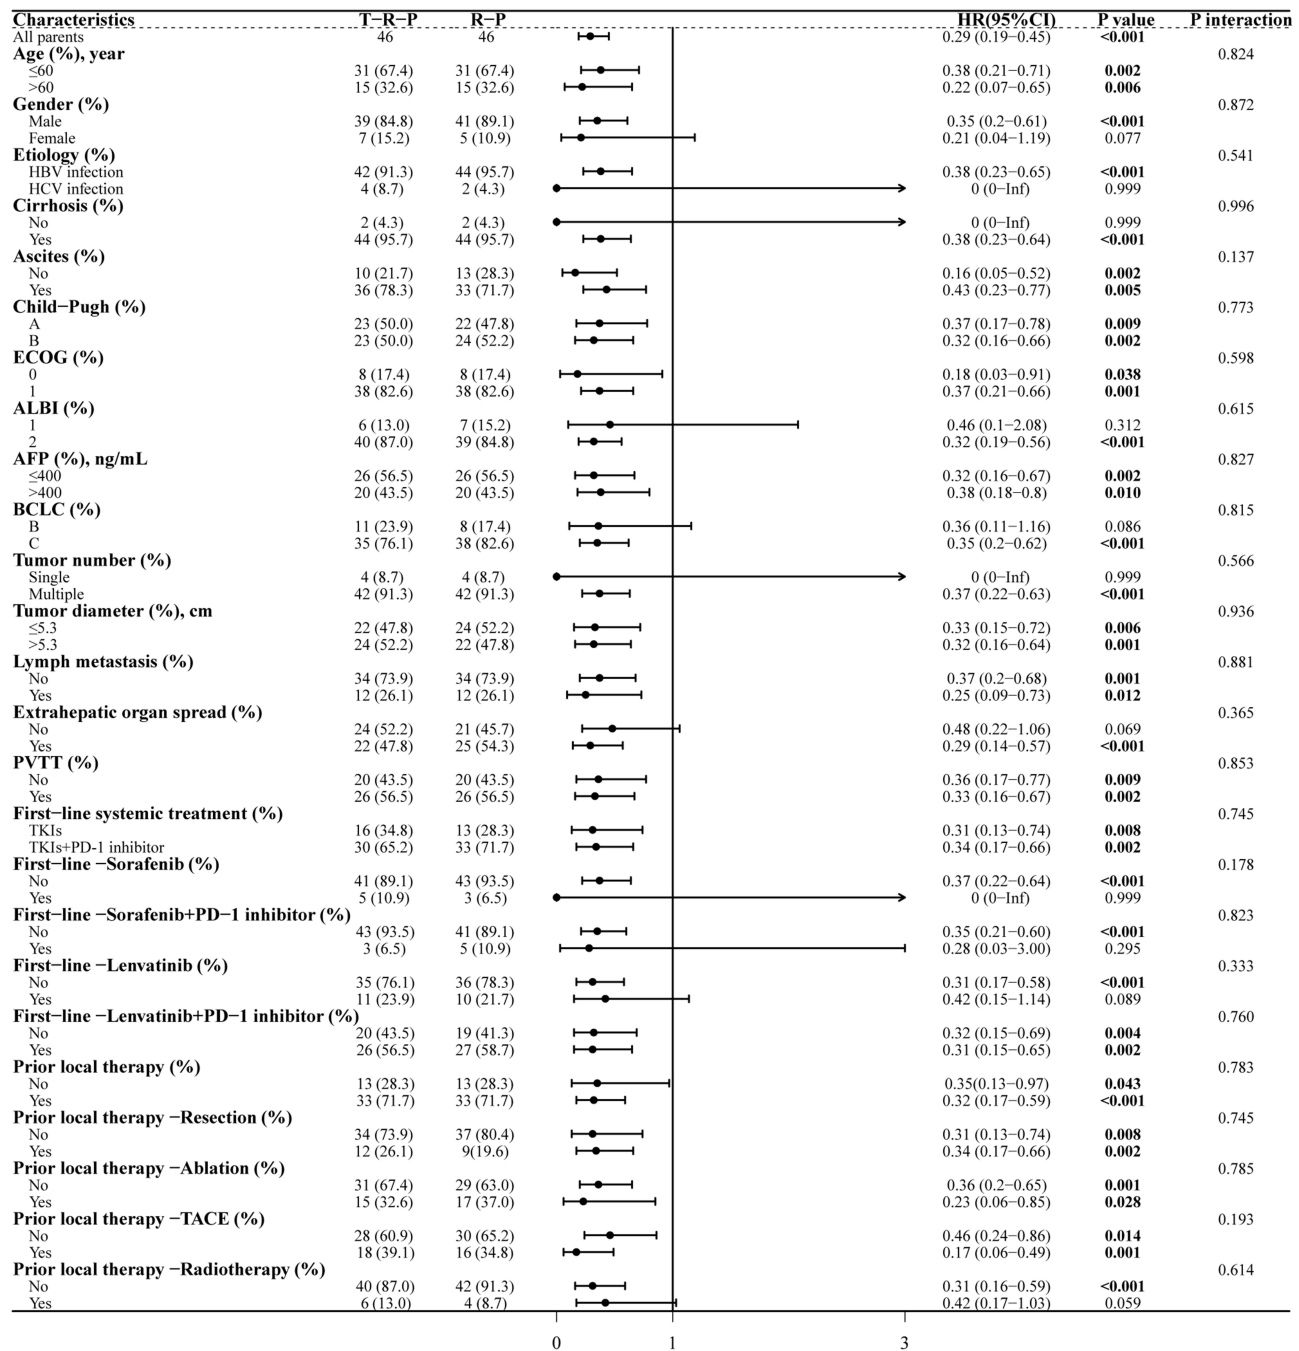 Characteristics T−R−P R−P HR(95%CI) P value P interaction
All parents 46 46 0.29 (0.19−0.45) <0.001
Age (%), year 0.824
≤60 31 (67.4) 31 (67.4) 0.38 (0.21−0.71) 0.002
>60 15 (32.6) 15 (32.6) 0.22 (0.07−0.65) 0.006
Gender (%) 0.872
Male 39 (84.8) 41 (89.1) 0.35 (0.2−0.61) <0.001
Female 7 (15.2) 5 (10.9) 0.21 (0.04−1.19) 0.077
Etiology (%) 0.541
HBV infection 42 (91.3) 44 (95.7) 0.38 (0.23−0.65) <0.001
HCV infection 4 (8.7) 2 (4.3) 0 (0−Inf) 0.999
Cirrhosis (%) 0.996
No 2 (4.3) 2 (4.3) 0 (0−Inf) 0.999
Yes 44 (95.7) 44 (95.7) 0.38 (0.23−0.64) <0.001
Ascites (%) 0.137
No 10 (21.7) 13 (28.3) 0.16 (0.05−0.52) 0.002
Yes 36 (78.3) 33 (71.7) 0.43 (0.23−0.77) 0.005
Child−Pugh (%) 0.773
A 23 (50.0) 22 (47.8) 0.37 (0.17−0.78) 0.009
B 23 (50.0) 24 (52.2) 0.32 (0.16−0.66) 0.002
ECOG (%) 0.598
0 8 (17.4) 8 (17.4) 0.18 (0.03−0.91) 0.038
1 38 (82.6) 38 (82.6) 0.37 (0.21−0.66) 0.001
ALBI (%) 0.615
1 6 (13.0) 7 (15.2) 0.46 (0.1−2.08) 0.312
2 40 (87.0) 39 (84.8) 0.32 (0.19−0.56) <0.001
AFP (%), ng/mL 0.827
≤400 26 (56.5) 26 (56.5) 0.32 (0.16−0.67) 0.002
>400 20 (43.5) 20 (43.5) 0.38 (0.18−0.8) 0.010
BCLC (%) 0.815
B 11 (23.9) 8 (17.4) 0.36 (0.11−1.16) 0.086
C 35 (76.1) 38 (82.6) 0.35 (0.2−0.62) <0.001
Tumor number (%) 0.566
Single 4 (8.7) 4 (8.7) 0 (0−Inf) 0.999
Multiple 42 (91.3) 42 (91.3) 0.37 (0.22−0.63) <0.001
Tumor diameter (%), cm 0.936
≤5.3 22 (47.8) 24 (52.2) 0.33 (0.15−0.72) 0.006
>5.3 24 (52.2) 22 (47.8) 0.32 (0.16−0.64) 0.001
Lymph metastasis (%) 0.881
No 34 (73.9) 34 (73.9) 0.37 (0.2−0.68) 0.001
Yes 12 (26.1) 12 (26.1) 0.25 (0.09−0.73) 0.012
Extrahepatic organ spread (%) 0.365
No 24 (52.2) 21 (45.7) 0.48 (0.22−1.06) 0.069
Yes 22 (47.8) 25 (54.3) 0.29 (0.14−0.57) <0.001
PVTT (%) 0.853
No 20 (43.5) 20 (43.5) 0.36 (0.17−0.77) 0.009
Yes 26 (56.5) 26 (56.5) 0.33 (0.16−0.67) 0.002
First−line systemic treatment (%) 0.745
TKIs 16 (34.8) 13 (28.3) 0.31 (0.13−0.74) 0.008
TKIs+PD-1 inhibitor 30 (65.2) 33 (71.7) 0.34 (0.17−0.66) 0.002
First−line −Sorafenib (%) 0.178
No 41 (89.1) 43 (93.5) 0.37 (0.22−0.64) <0.001
Yes 5 (10.9) 3 (6.5) 0 (0−Inf) 0.999
First−line −Sorafenib+PD−1 inhibitor (%) 0.823
No 43 (93.5) 41 (89.1) 0.35 (0.21−0.60) <0.001
Yes 3 (6.5) 5 (10.9) 0.28 (0.03−3.00) 0.295
First−line −Lenvatinib (%) 0.333
No 35 (76.1) 36 (78.3) 0.31 (0.17−0.58) <0.001
Yes 11 (23.9) 10 (21.7) 0.42 (0.15−1.14) 0.089
First−line −Lenvatinib+PD−1 inhibitor (%) 0.760
No 20 (43.5) 19 (41.3) 0.32 (0.15−0.69) 0.004
Yes 26 (56.5) 27 (58.7) 0.31 (0.15−0.65) 0.002
Prior local therapy (%) 0.783
No 13 (28.3) 13 (28.3) 0.35(0.13−0.97) 0.043
Yes 33 (71.7) 33 (71.7) 0.32 (0.17−0.59) <0.001
Prior local therapy −Resection (%) 0.745
No 34 (73.9) 37 (80.4) 0.31 (0.13−0.74) 0.008
Yes 12 (26.1) 9(19.6) 0.34 (0.17−0.66) 0.002
Prior local therapy −Ablation (%) 0.785
No 31 (67.4) 29 (63.0) 0.36 (0.2−0.65) 0.001
Yes 15 (32.6) 17 (37.0) 0.23 (0.06−0.85) 0.028
Prior local therapy −TACE (%) 0.193
No 28 (60.9) 30 (65.2) 0.46 (0.24−0.86) 0.014
Yes 18 (39.1) 16 (34.8) 0.17 (0.06−0.49) 0.001
Prior local therapy −Radiotherapy (%) 0.614
No 40 (87.0) 42 (91.3) 0.31 (0.16−0.59) <0.001
Yes 6 (13.0) 4 (8.7) 0.42 (0.17−1.03) 0.059
0 1 3